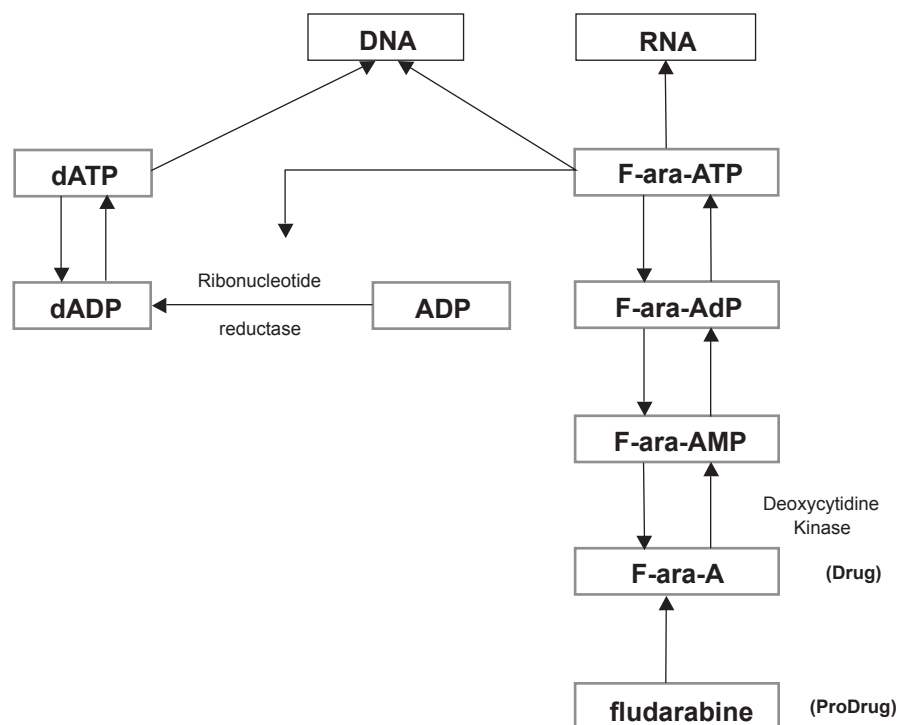 DNA
RNA
dATP
F-ara-ATP
Ribonucleotide
dADP
ADP
F-ara-AdP
reductase
F-ara-AMP
Deoxycytidine
Kinase
F-ara-A
(Drug)
fludarabine
(ProDrug)